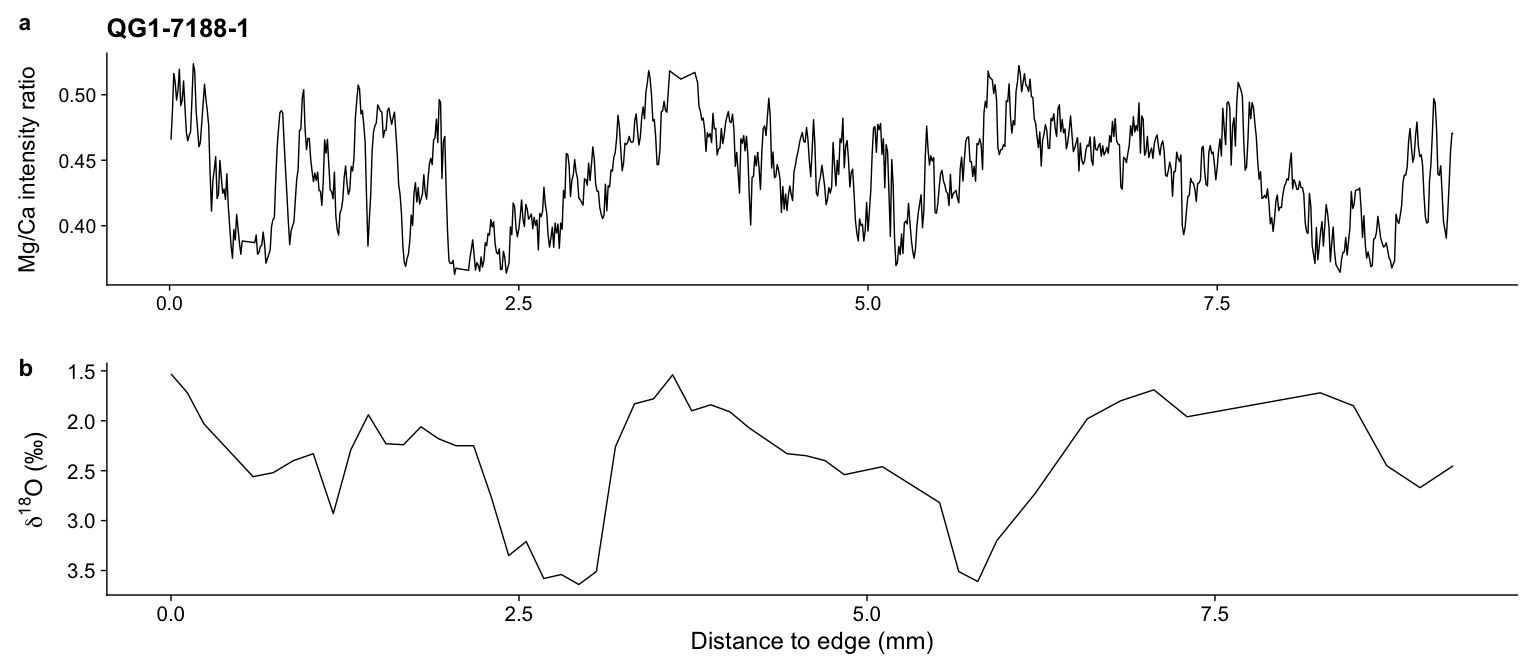 a
QG1-7188-1
Mg/Ca intensity ratio
0.50
0.45
0.40
0.0 2.5 5.0 7.5
b
δ¹⁸O (‰)
1.5
2.0
2.5
3.0
3.5
0.0 2.5 5.0 7.5
Distance to edge (mm)